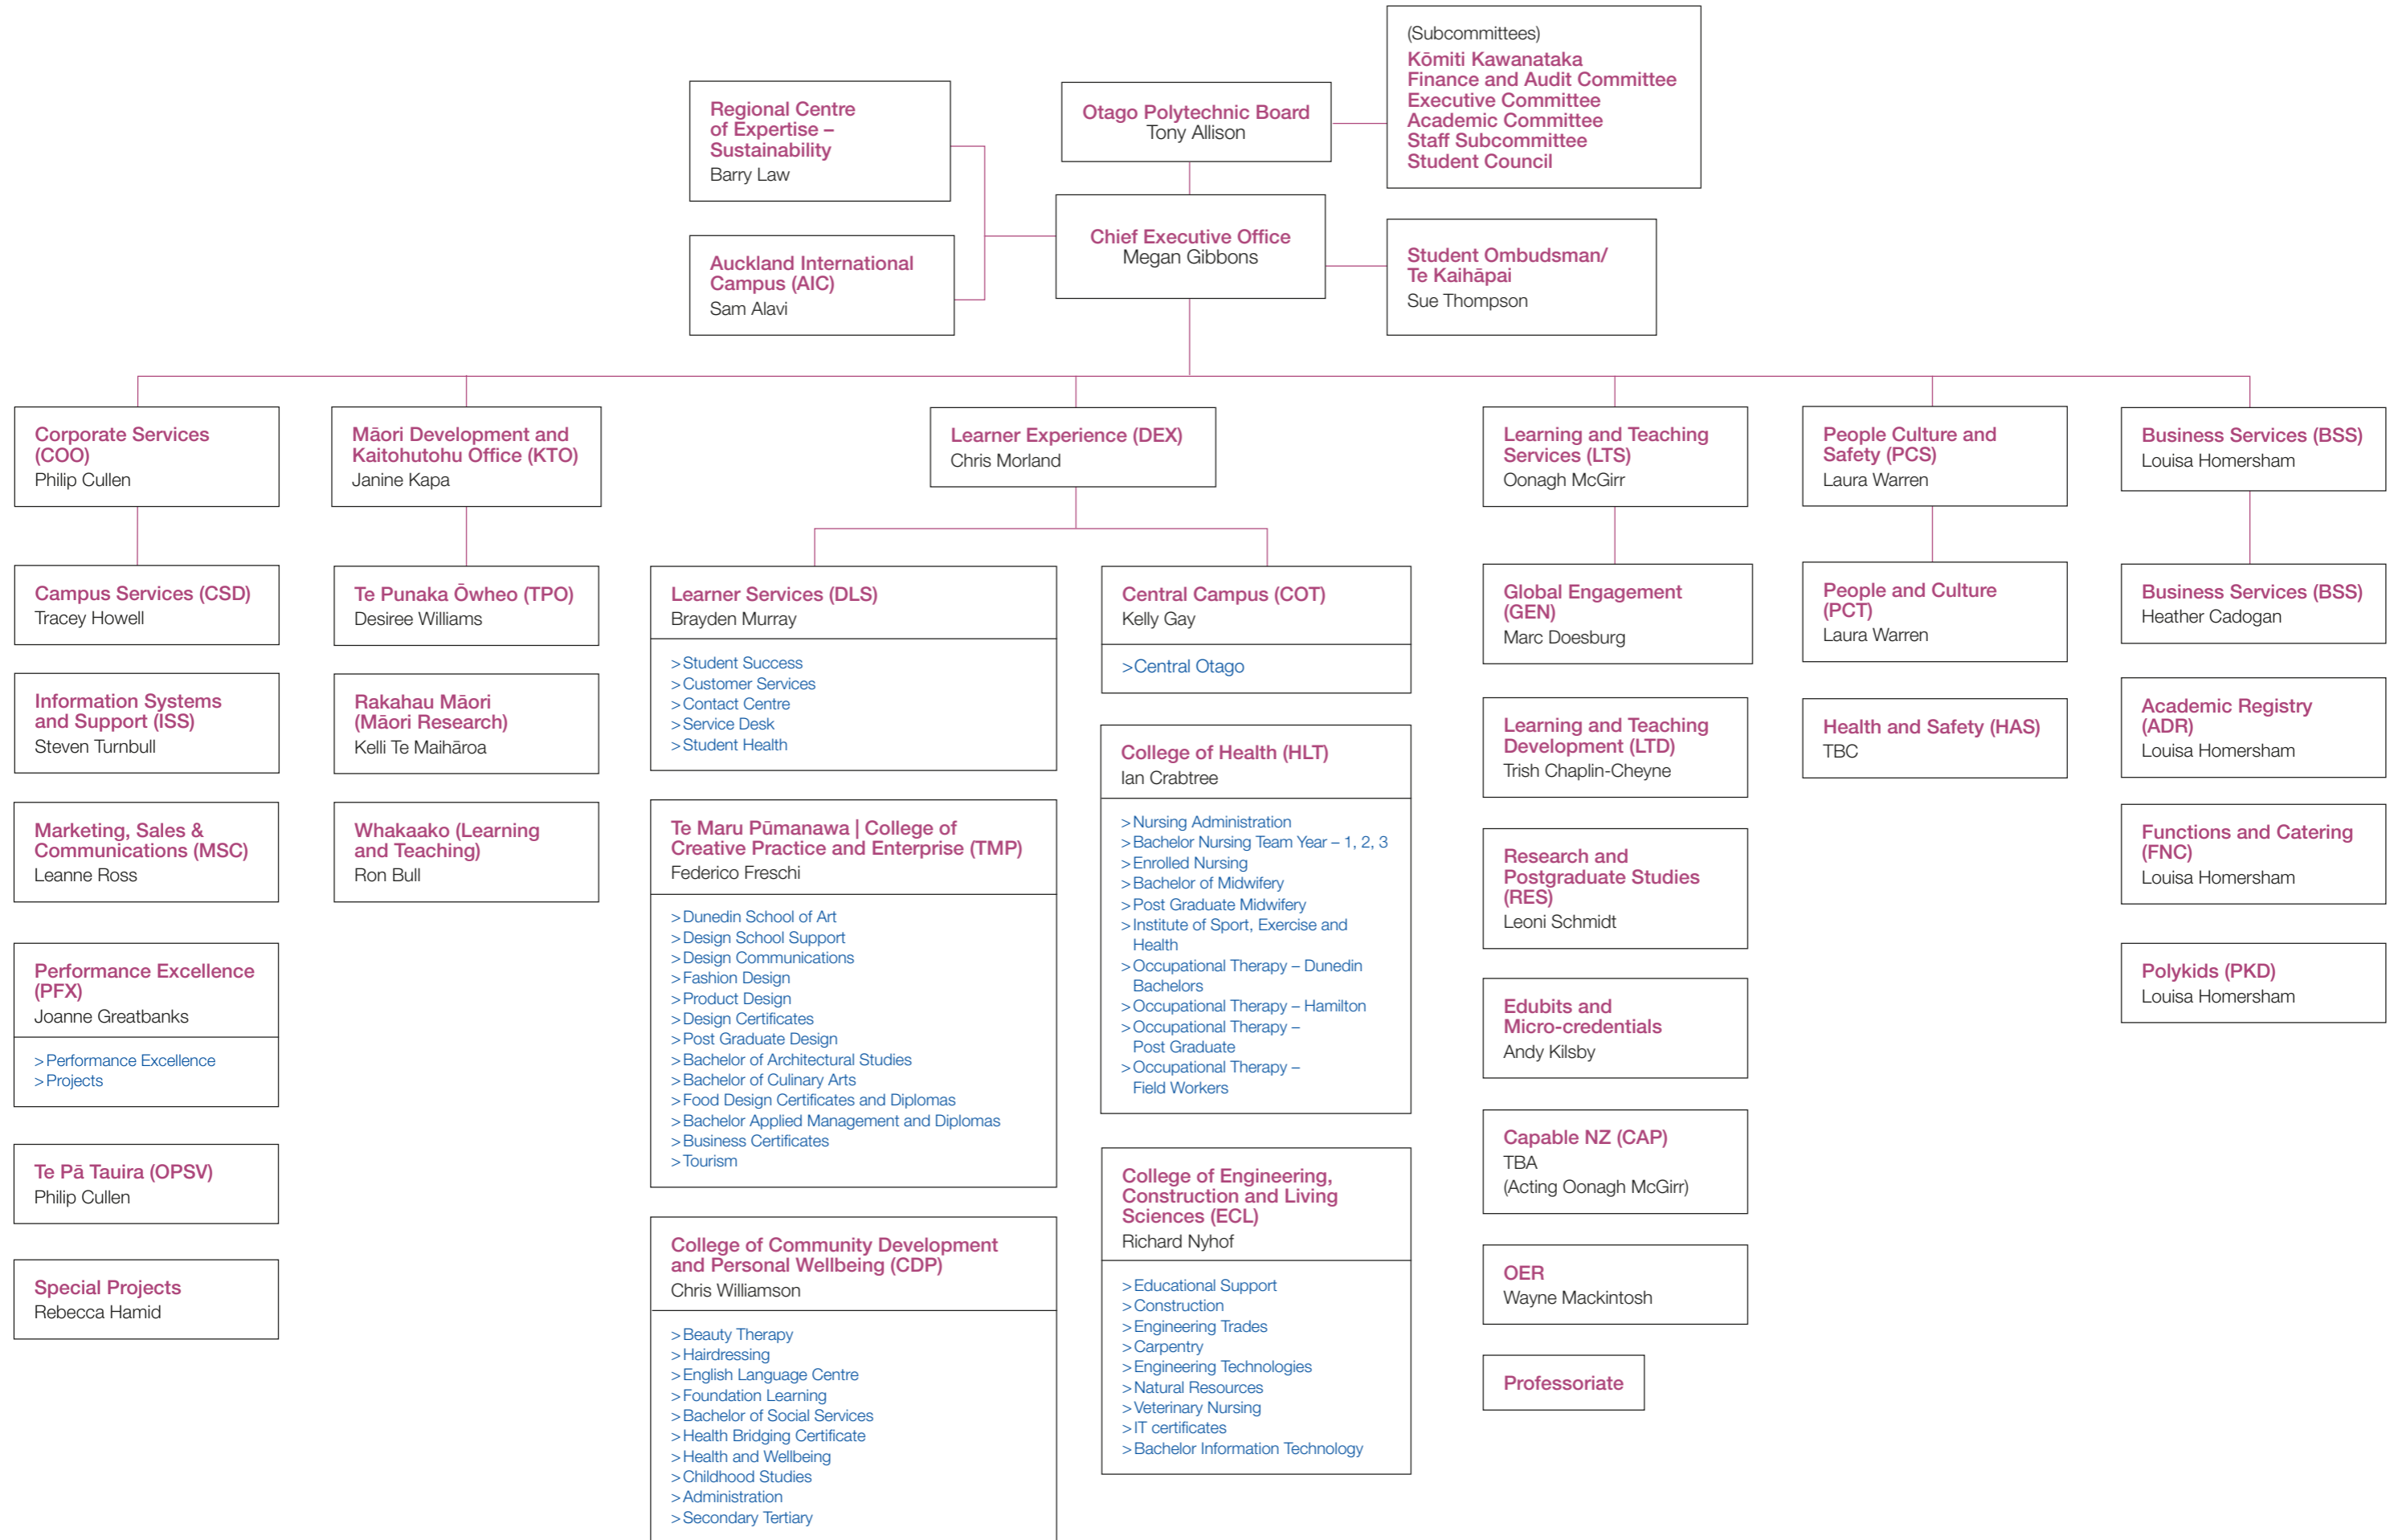 (Subcommittees)
Kōmiti Kawanataka
Finance and Audit Committee
Executive Committee
Academic Committee
Staff Subcommittee
Student Council
Regional Centre
of Expertise –
Sustainability
Barry Law
Otago Polytechnic Board
Tony Allison
Chief Executive Office
Megan Gibbons
Auckland International
Campus (AIC)
Sam Alavi
Student Ombudsman/
Te Kaihāpai
Sue Thompson
Corporate Services
(COO)
Philip Cullen
Māori Development and
Kaitohutohu Office (KTO)
Janine Kapa
Learner Experience (DEX)
Chris Morland
Learning and Teaching
Services (LTS)
Oonagh McGirr
People Culture and
Safety (PCS)
Laura Warren
Business Services (BSS)
Louisa Homersham
Campus Services (CSD)
Tracey Howell
Information Systems
and Support (ISS)
Steven Turnbull
Marketing, Sales &
Communications (MSC)
Leanne Ross
Performance Excellence
(PFX)
Joanne Greatbanks
>Performance Excellence
>Projects
Te Pā Tauira (OPSV)
Philip Cullen
Special Projects
Rebecca Hamid
Te Punaka Ōwheo (TPO)
Desiree Williams
Rakahau Māori
(Māori Research)
Kelli Te Maihāroa
Whakaako (Learning
and Teaching)
Ron Bull
Learner Services (DLS)
Brayden Murray
>Student Success
>Customer Services
>Contact Centre
>Service Desk
>Student Health
Te Maru Pūmanawa | College of
Creative Practice and Enterprise (TMP)
Federico Freschi
>Dunedin School of Art
>Design School Support
>Design Communications
>Fashion Design
>Product Design
>Design Certificates
>Post Graduate Design
>Bachelor of Architectural Studies
>Bachelor of Culinary Arts
>Food Design Certificates and Diplomas
>Bachelor Applied Management and Diplomas
>Business Certificates
>Tourism
College of Community Development
and Personal Wellbeing (CDP)
Chris Williamson
>Beauty Therapy
>Hairdressing
>English Language Centre
>Foundation Learning
>Bachelor of Social Services
>Health Bridging Certificate
>Health and Wellbeing
>Childhood Studies
>Administration
>Secondary Tertiary
Central Campus (COT)
Kelly Gay
>Central Otago
College of Health (HLT)
Ian Crabtree
>Nursing Administration
>Bachelor Nursing Team Year – 1, 2, 3
>Enrolled Nursing
>Bachelor of Midwifery
>Post Graduate Midwifery
>Institute of Sport, Exercise and
Health
>Occupational Therapy – Dunedin
Bachelors
>Occupational Therapy – Hamilton
>Occupational Therapy –
Post Graduate
>Occupational Therapy –
Field Workers
College of Engineering,
Construction and Living
Sciences (ECL)
Richard Nyhof
>Educational Support
>Construction
>Engineering Trades
>Carpentry
>Engineering Technologies
>Natural Resources
>Veterinary Nursing
>IT certificates
>Bachelor Information Technology
Global Engagement
(GEN)
Marc Doesburg
Learning and Teaching
Development (LTD)
Trish Chaplin-Cheyne
Research and
Postgraduate Studies
(RES)
Leoni Schmidt
Edubits and
Micro-credentials
Andy Kilsby
Capable NZ (CAP)
TBA
(Acting Oonagh McGirr)
OER
Wayne Mackintosh
Professoriate
People and Culture
(PCT)
Laura Warren
Health and Safety (HAS)
TBC
Business Services (BSS)
Heather Cadogan
Academic Registry
(ADR)
Louisa Homersham
Functions and Catering
(FNC)
Louisa Homersham
Polykids (PKD)
Louisa Homersham